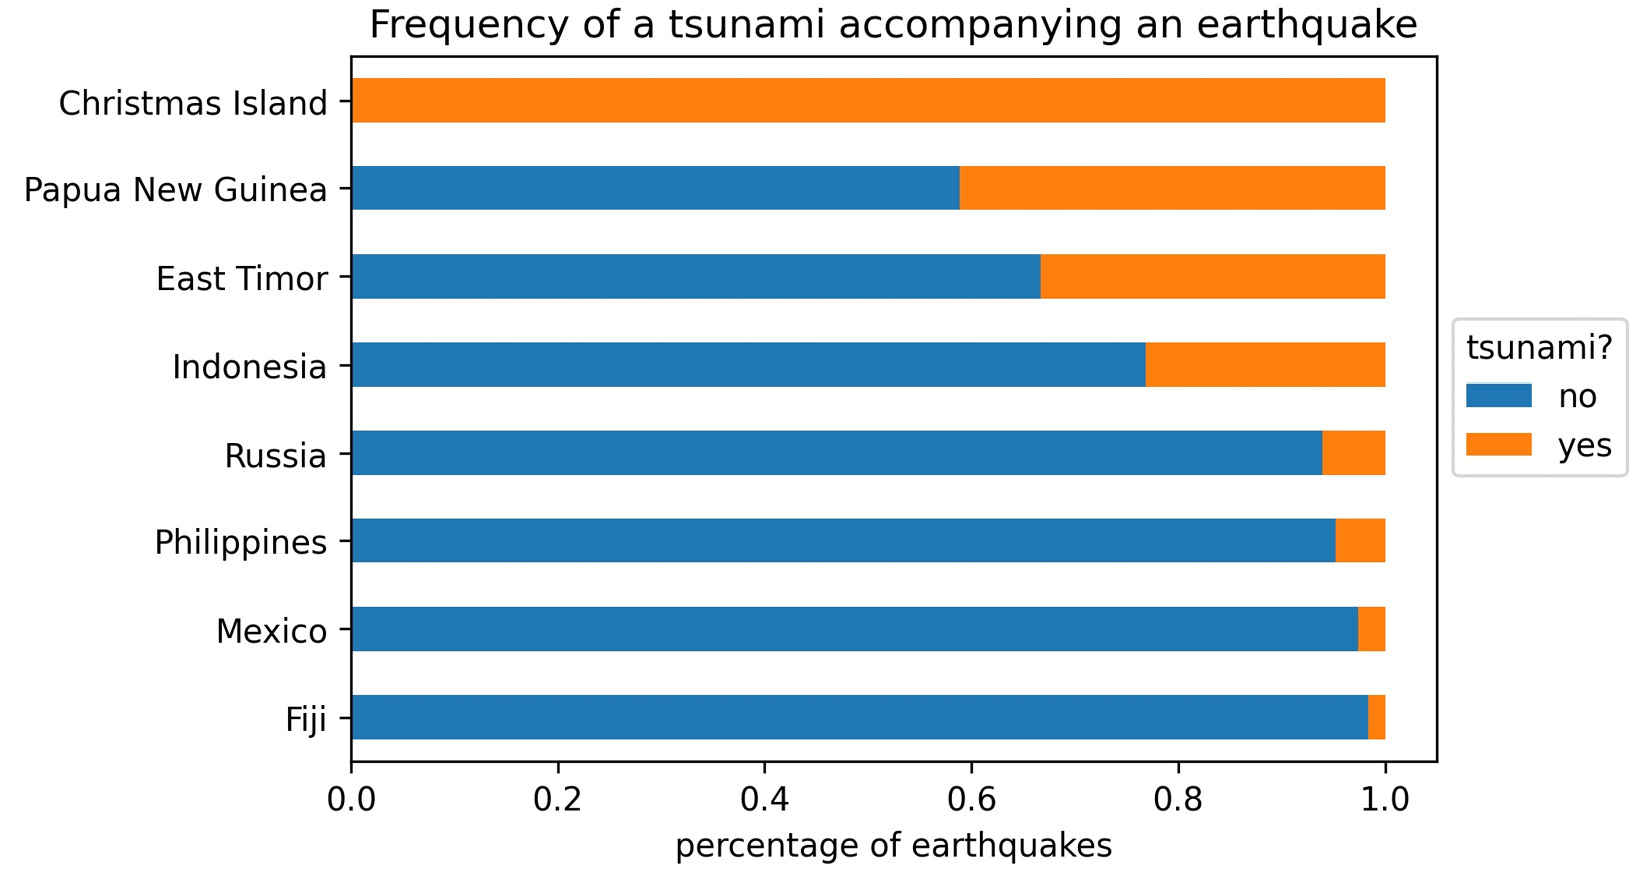 Frequency of a tsunami accompanying an earthquake
Christmas Island
Papua New Guinea
East Timor
Indonesia
Russia
Philippines
Mexico
Fiji
0.0 0.2 0.4 0.6 0.8 1.0
percentage of earthquakes
tsunami?
no
yes